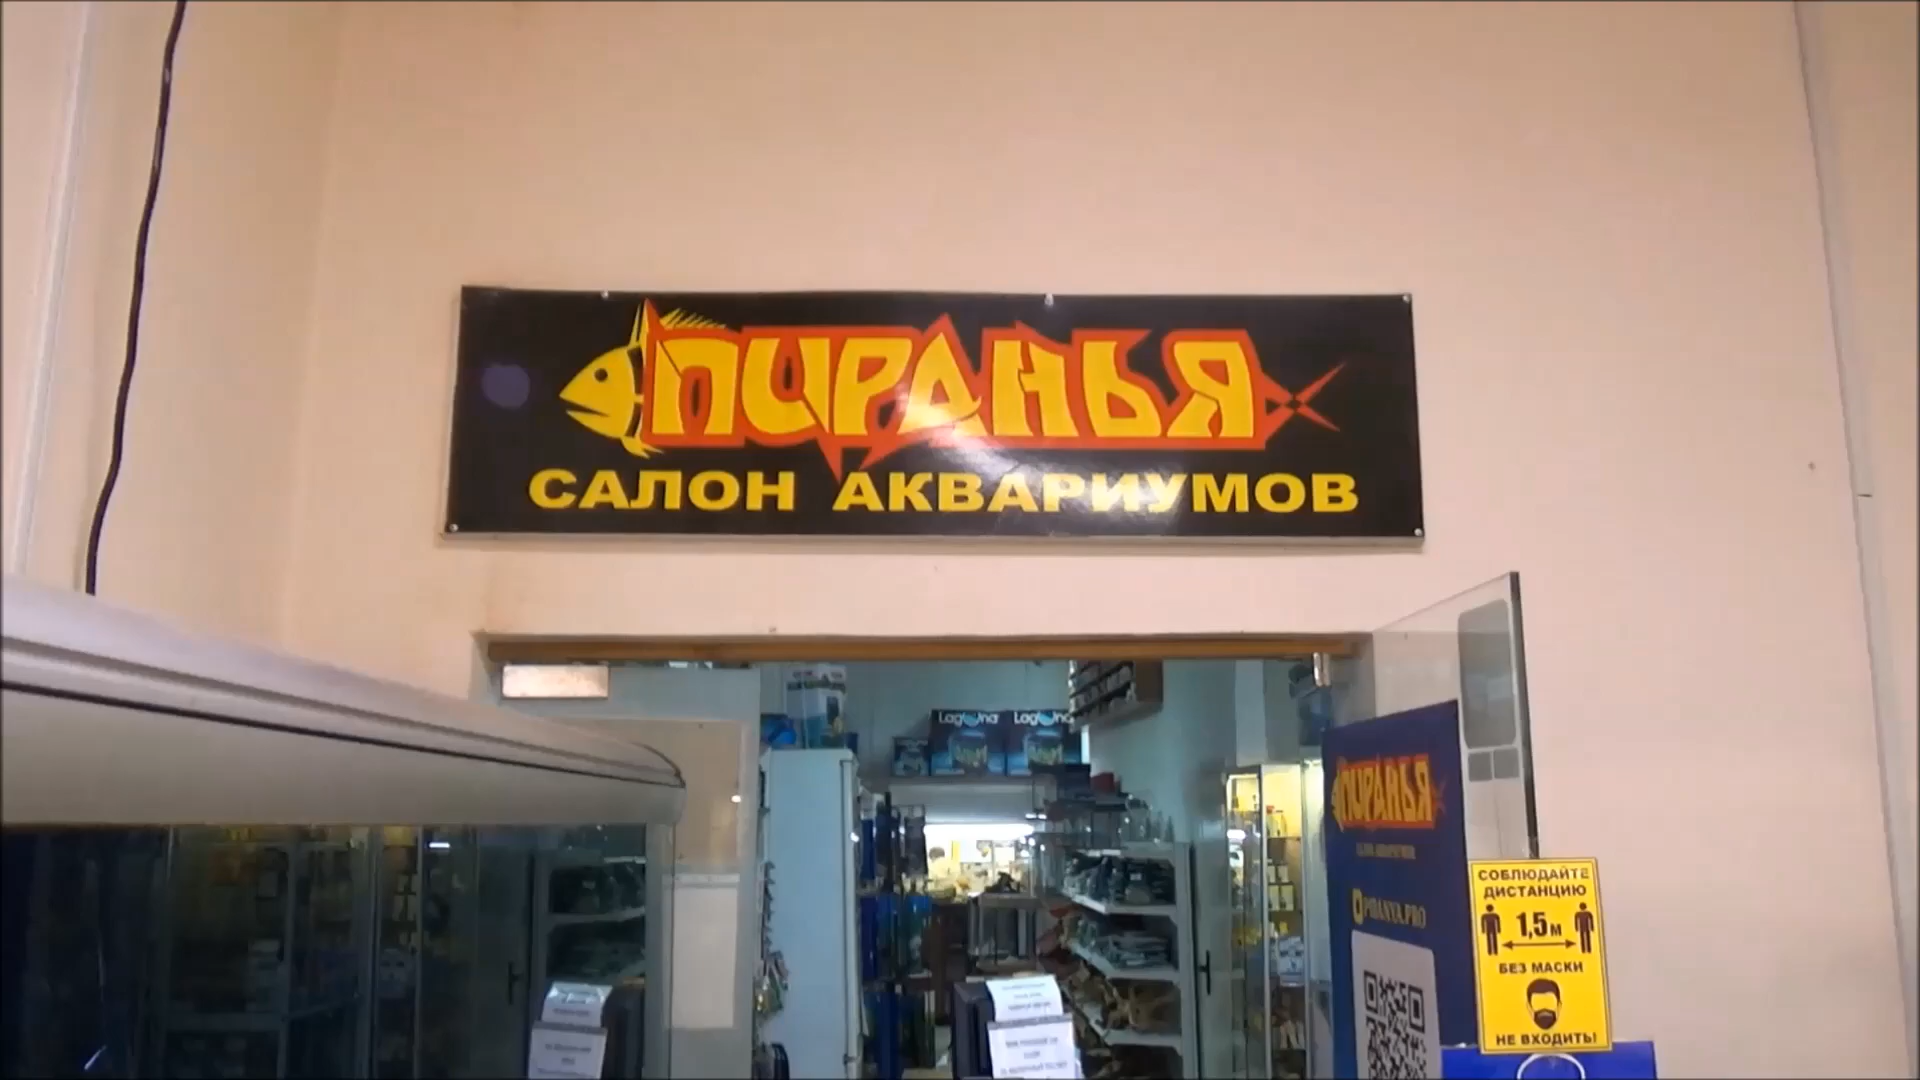 ПИРАНЬЯ
САЛОН АКВАРИУМОВ
Laguna
Laguna
ПИРАНЬЯ
САЛОН АКВАРИУМОВ
PIRANYA.PRO
СОБЛЮДАЙТЕ
ДИСТАНЦИЮ
1,5м
БЕЗ МАСКИ
НЕ ВХОДИТЬ!